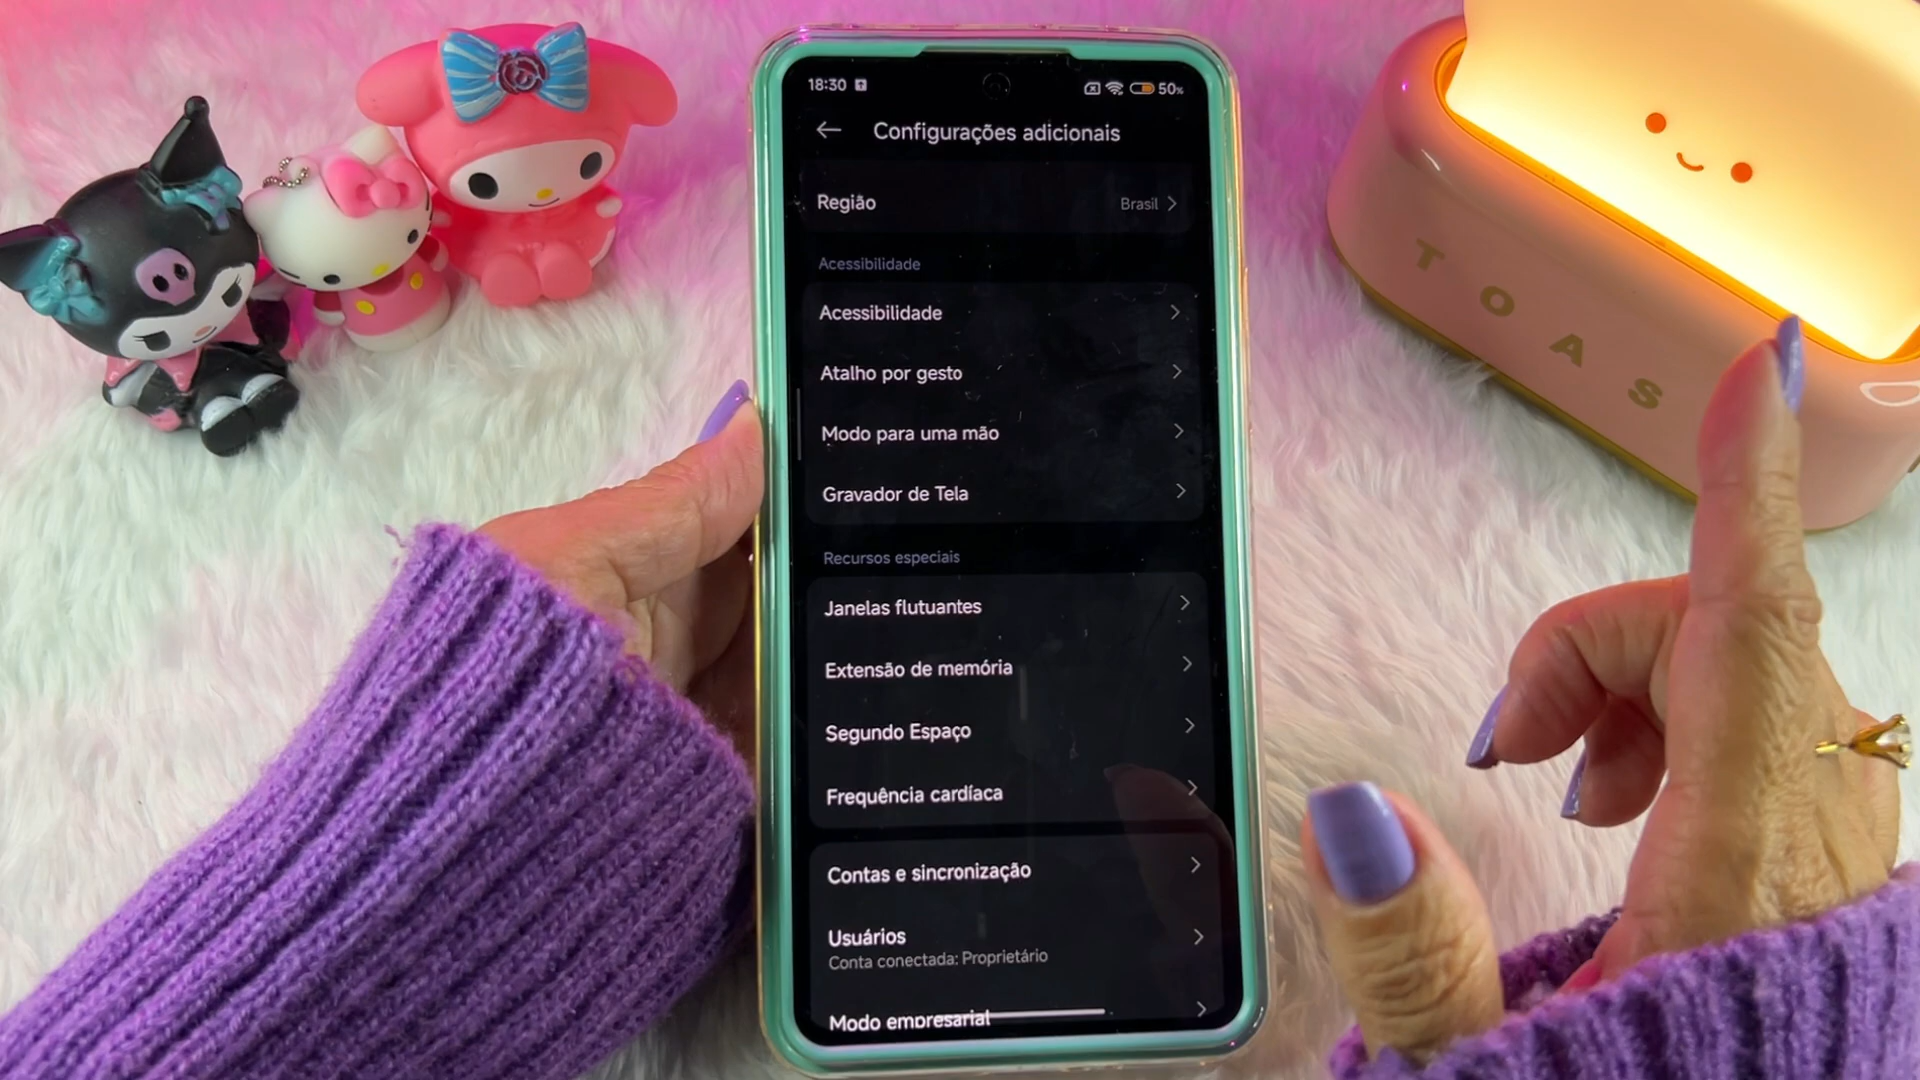 18:30
50%
Configurações adicionais
Região
Brasil
Acessibilidade
Acessibilidade
Atalho por gesto
Modo para uma mão
Gravador de Tela
Recursos especiais
Janelas flutuantes
Extensão de memória
Segundo Espaço
Frequência cardíaca
Contas e sincronização
Usuários
Conta conectada: Proprietário
Modo empresarial
TOAS